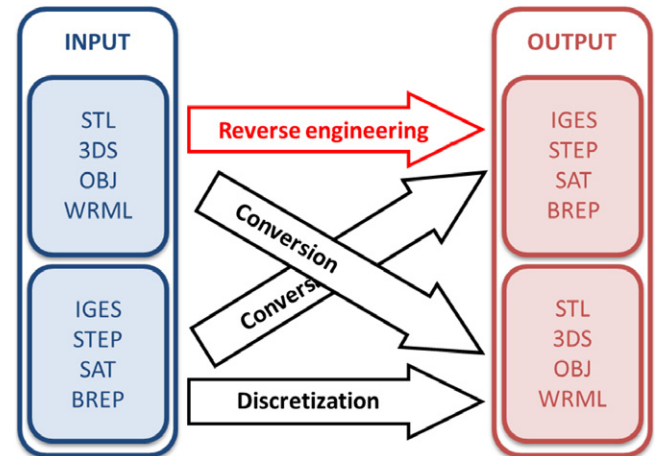 INPUT
STL
3DS
OBJ
WRML
IGES
STEP
SAT
BREP
Reverse engineering
Conversion
Discretization
OUTPUT
IGES
STEP
SAT
BREP
STL
3DS
OBJ
WRML